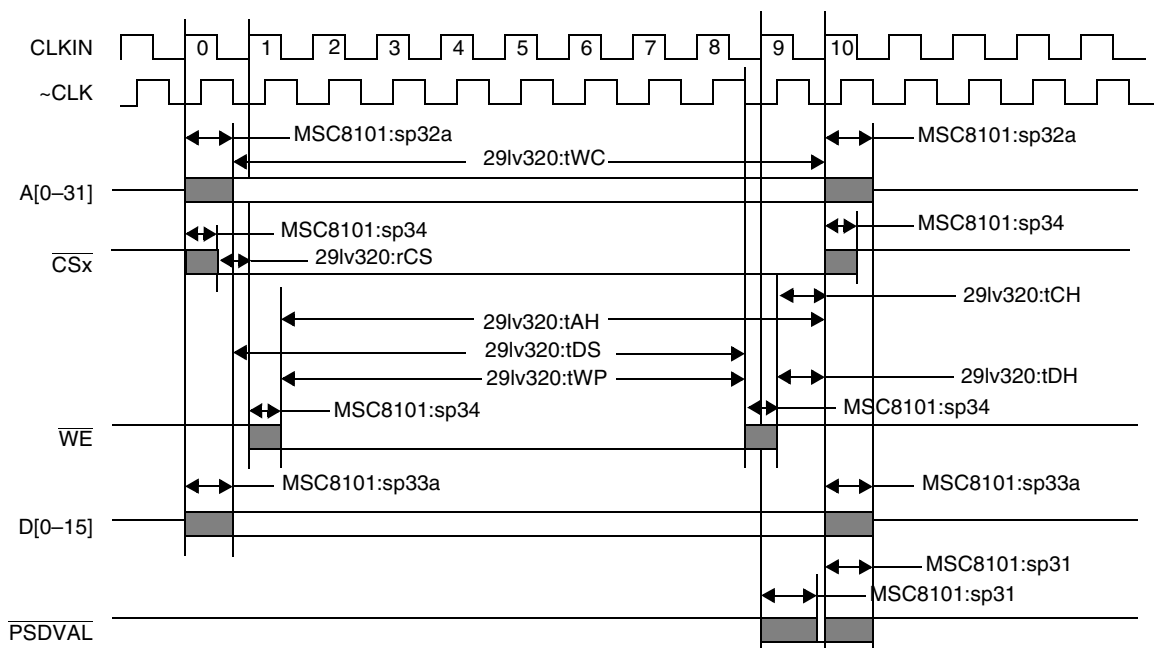 CLKIN 0 1 2 3 4 5 6 7 8 9 10
~CLK
MSC8101:sp32a MSC8101:sp32a
29lv320:tWC
A[0–31]
MSC8101:sp34 MSC8101:sp34
CSx 29lv320:rCS
29lv320:tCH
29lv320:tAH
29lv320:tDS
29lv320:tWP 29lv320:tDH
MSC8101:sp34 MSC8101:sp34
WE
MSC8101:sp33a MSC8101:sp33a
D[0–15]
MSC8101:sp31
MSC8101:sp31
PSDVAL